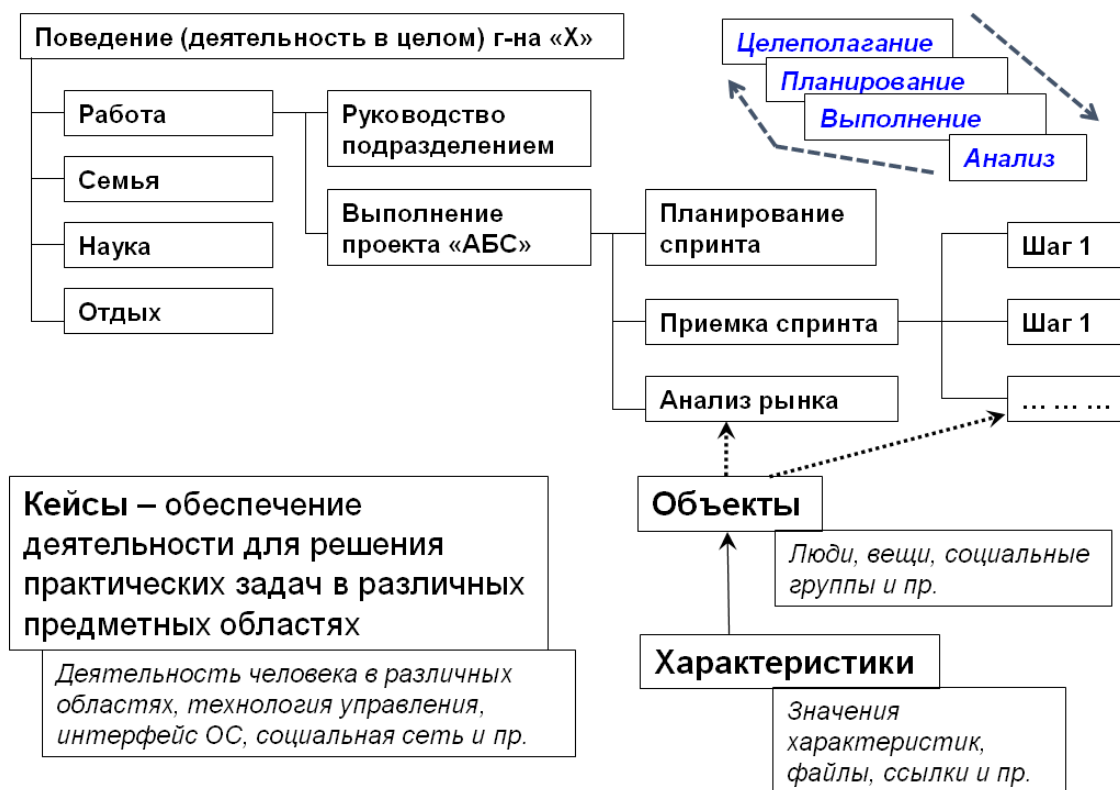 Поведение (деятельность в целом) г-на «Х»
Целеполагание
Планирование
Выполнение
Анализ
Работа
Семья
Наука
Отдых
Руководство
подразделением
Выполнение
проекта «АБС»
Планирование
спринта
Приемка спринта
Анализ рынка
Шаг 1
Шаг 1
... ... ...
Кейсы – обеспечение
деятельности для решения
практических задач в различных
предметных областях
Деятельность человека в различных
областях, технология управления,
интерфейс ОС, социальная сеть и пр.
Объекты
Люди, вещи, социальные
группы и пр.
Характеристики
Значения
характеристик,
файлы, ссылки и пр.